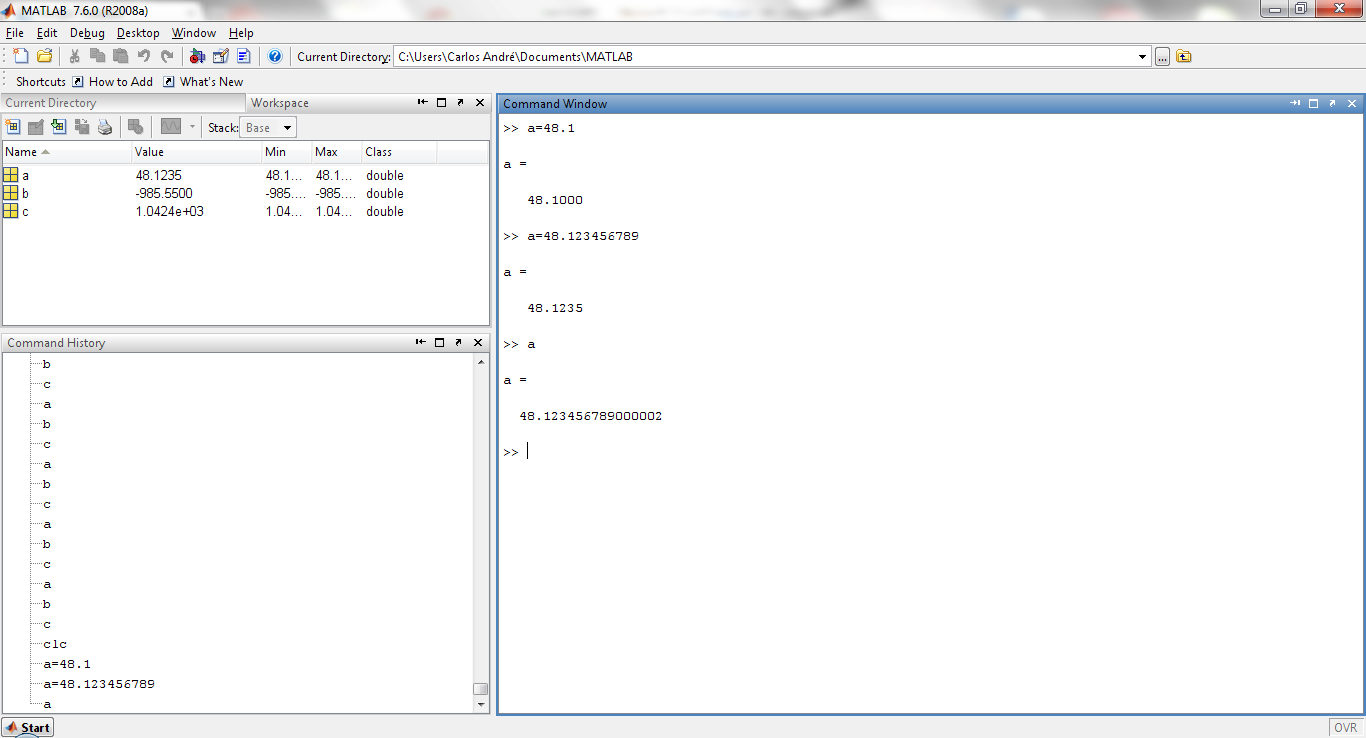 MATLAB 7.6.0 (R2008a)
File Edit Debug Desktop Window Help
Current Directory: C:\Users\Carlos André\Documents\MATLAB ...
Shortcuts How to Add What's New
Current Directory Workspace
Stack: Base
Name Value Min Max Class
a 48.1235 48.1... 48.1... double
b -985.5500 -985.... -985.... double
c 1.0424e+03 1.04... 1.04... double
Command History
b
c
a
b
c
a
b
c
a
b
c
a
b
c
clc
a=48.1
a=48.123456789
a
Command Window
>> a=48.1
a =
48.1000
>> a=48.123456789
a =
48.1235
>> a
a =
48.123456789000002
>>
Start
OVR